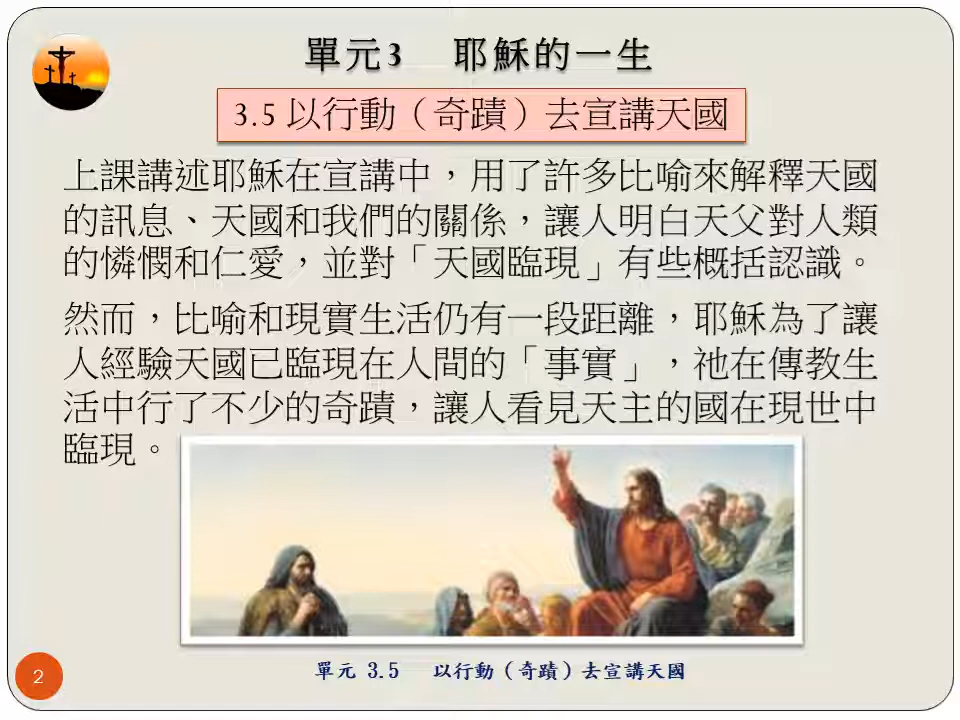 單元3 耶穌的一生
3.5 以行動（奇蹟）去宣講天國
上課講述耶穌在宣講中，用了許多比喻來解釋天國
的訊息、天國和我們的關係，讓人明白天父對人類
的憐憫和仁愛，並對「天國臨現」有些概括認識。
然而，比喻和現實生活仍有一段距離，耶穌為了讓
人經驗天國已臨現在人間的「事實」，祂在傳教生
活中行了不少的奇蹟，讓人看見天主的國在現世中
臨現。
2
單元 3.5 以行動（奇蹟）去宣講天國